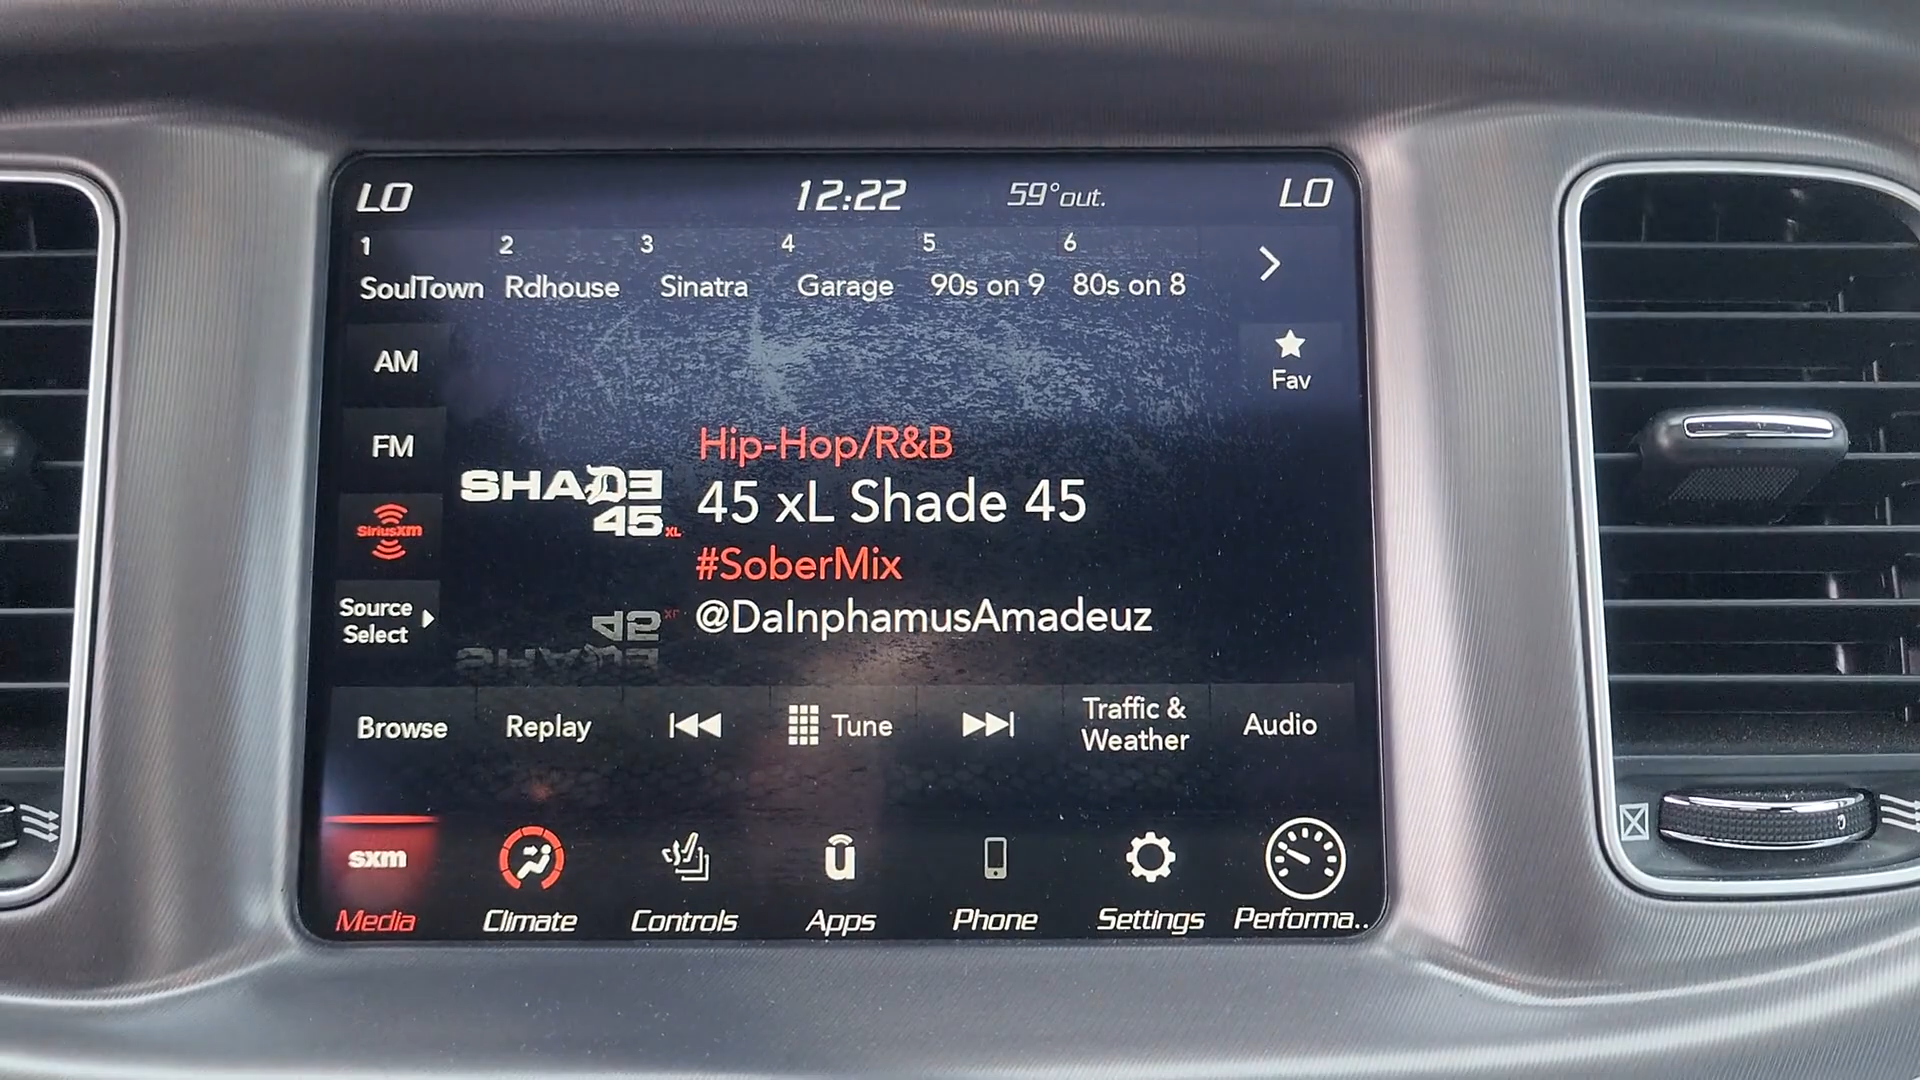 LO 12:22 59°out. LO
1 2 3 4 5 6
SoulTown Rdhouse Sinatra Garage 90s on 9 80s on 8
AM
Fav
FM
Hip-Hop/R&B
SHADE
45 XL
45 xL Shade 45
SiriusXM
#SoberMix
Source
Select
@DaInphamusAmadeuz
Browse Replay Tune Traffic &
Weather Audio
sxm
Media Climate Controls Apps Phone Settings Performa..